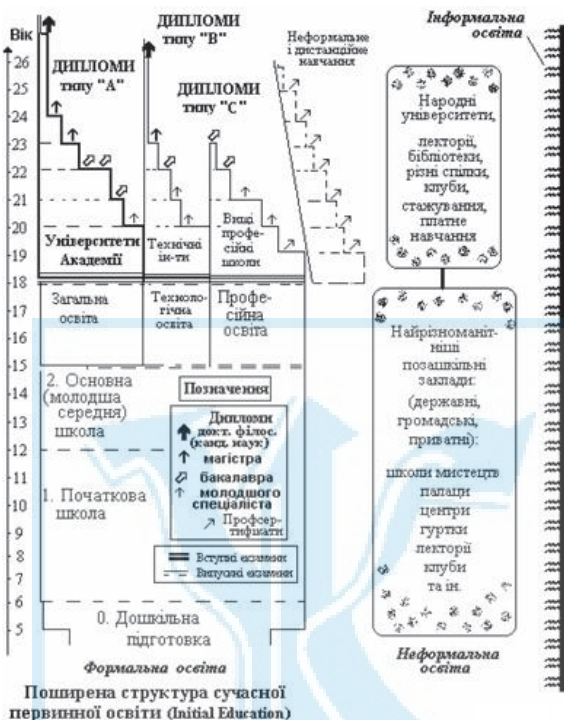 Вік
26
25
24
23
22
21
20
19
18
17
16
15
14
13
12
11
10
9
8
7
6
5
ДИПЛОМИ
типу "А"
ДИПЛОМИ
типу "В"
ДИПЛОМИ
типу "С"
Неформальне
і дистанційне
навчання
Інформальна
освіта
Університети
Академії
Технічні
ін-ти
Вищі
профе-
сійні
школи
Загальна
освіта
Техноло-
гічна
освіта
Профе-
сійна
освіта
2. Основна
(молодша
середня)
школа
1. Початкова
школа
0. Дошкільна
підготовка
Позначення
Дипломи
докт. філос.
(канд. наук)
магістра
бакалавра
молодшого
спеціаліста
Профсер-
тифікати
Вступні екзамени
Випускні екзамени
Народні
університети,
лекторії,
бібліотеки,
різні спілки,
клуби,
стажування,
платне
навчання
Найрізноманіт-
ніші
позашкільні
заклади:
(державні,
громадські,
приватні):
школи мистецтв
палаци
центри
гуртки
лекторії
клуби
та ін.
Формальна освіта
Неформальна
освіта
Поширена структура сучасної
первинної освіти (Initial Education)